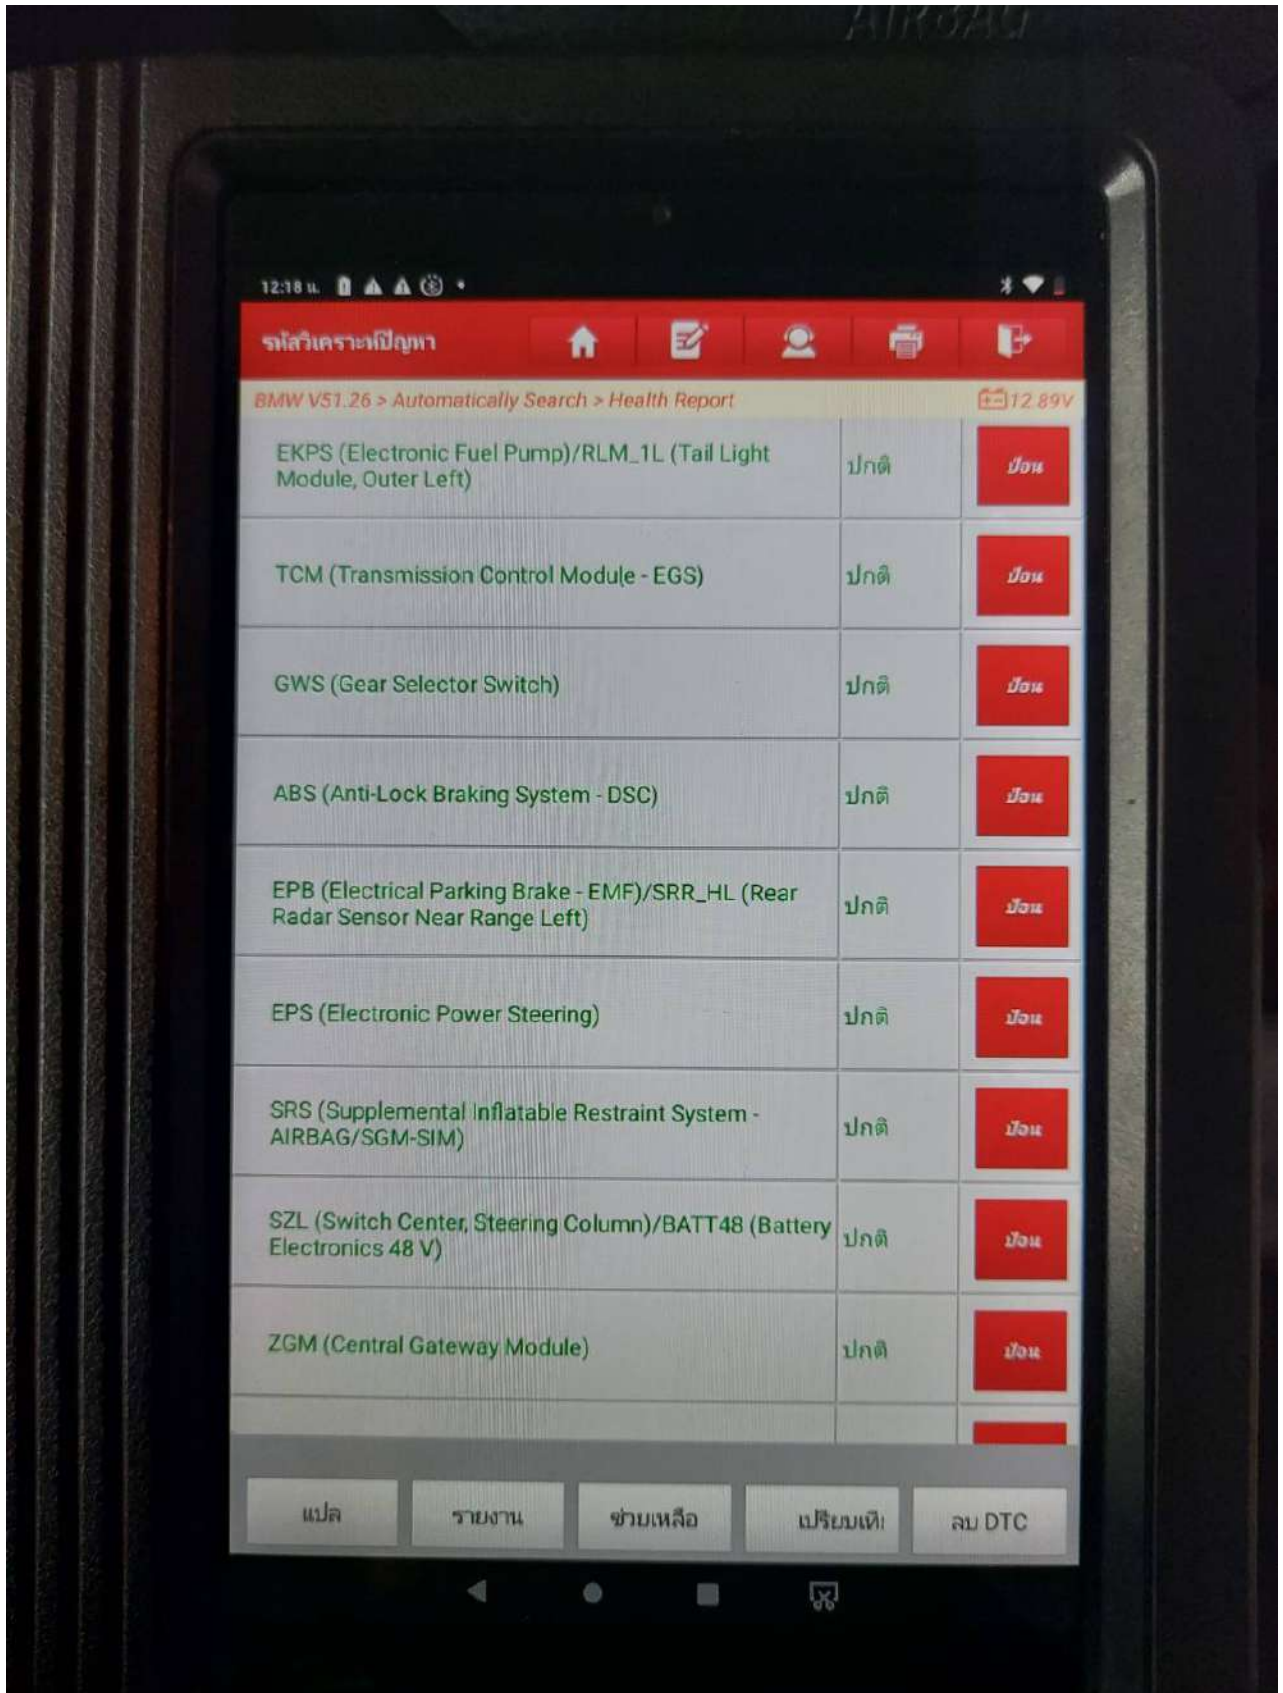 AIRBAG
12:18 น.
รหัสวิเคราะห์ปัญหา
BMW V51.26 > Automatically Search > Health Report
12.89V
EKPS (Electronic Fuel Pump)/RLM_1L (Tail Light
Module, Outer Left)
ปกติ
ป้อน
TCM (Transmission Control Module - EGS)
ปกติ
ป้อน
GWS (Gear Selector Switch)
ปกติ
ป้อน
ABS (Anti-Lock Braking System - DSC)
ปกติ
ป้อน
EPB (Electrical Parking Brake - EMF)/SRR_HL (Rear
Radar Sensor Near Range Left)
ปกติ
ป้อน
EPS (Electronic Power Steering)
ปกติ
ป้อน
SRS (Supplemental Inflatable Restraint System -
AIRBAG/SGM-SIM)
ปกติ
ป้อน
SZL (Switch Center, Steering Column)/BATT48 (Battery
Electronics 48 V)
ปกติ
ป้อน
ZGM (Central Gateway Module)
ปกติ
ป้อน
แปล
รายงาน
ช่วยเหลือ
ลบ DTC